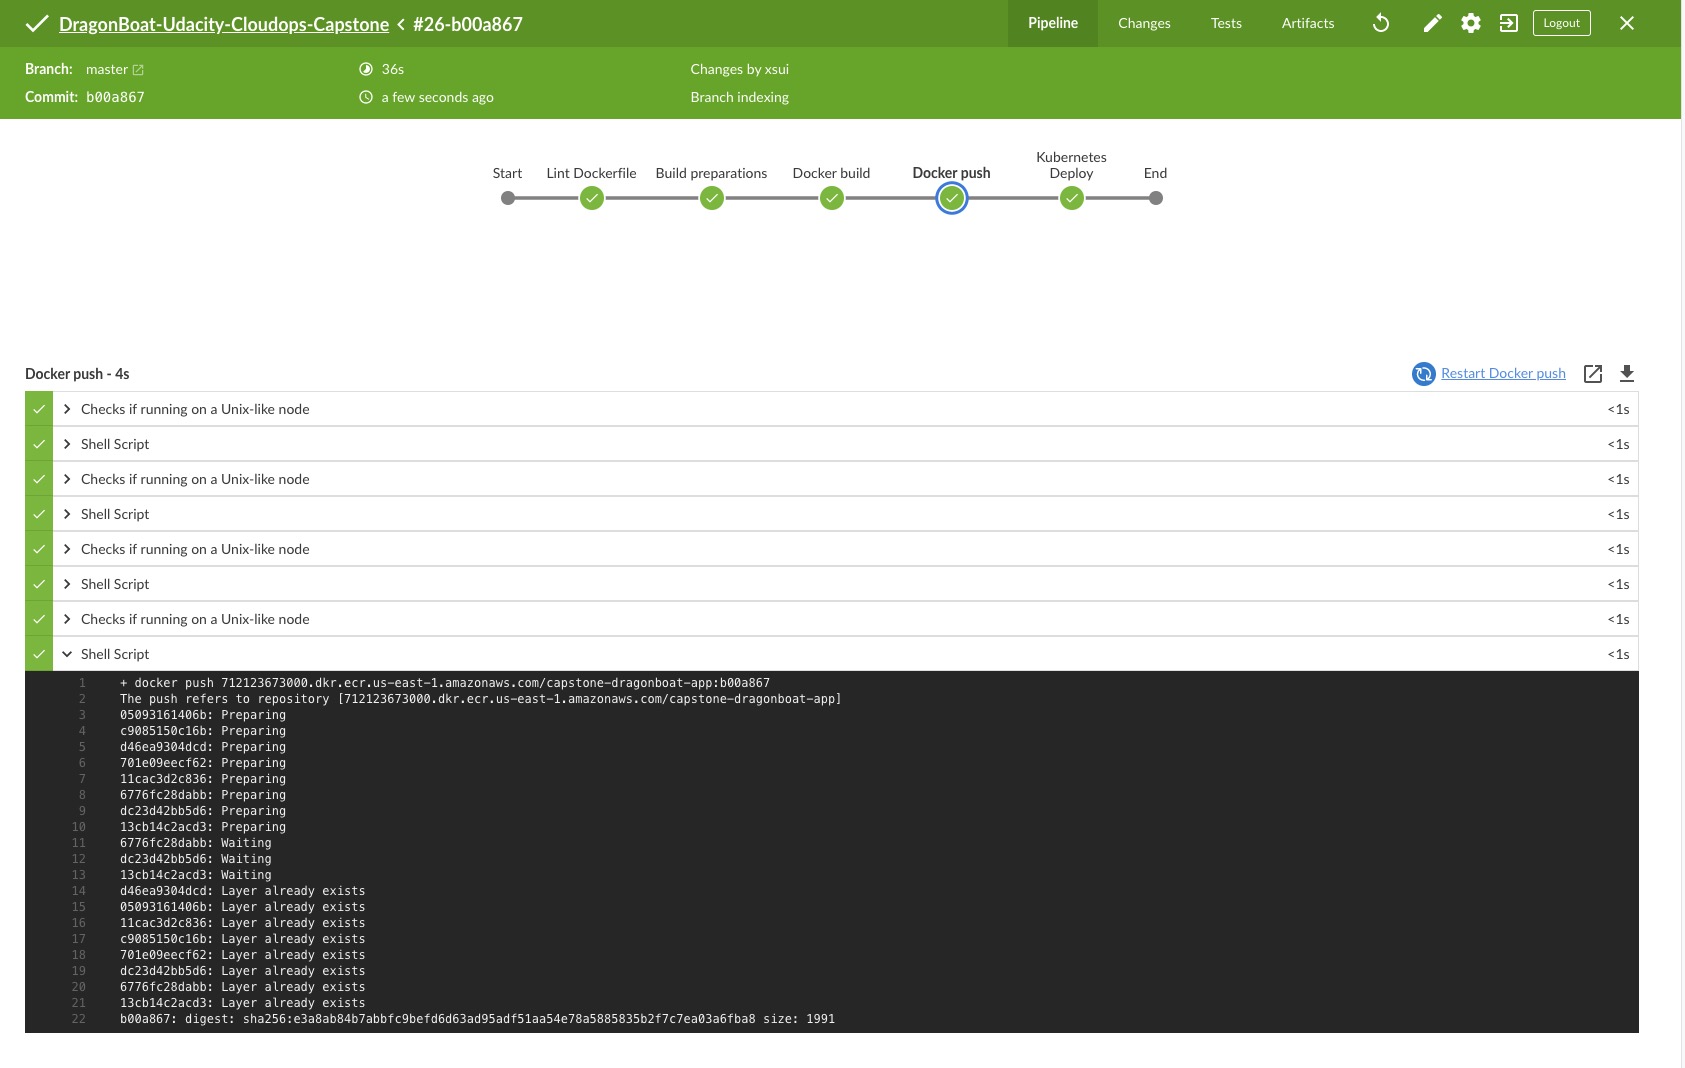 DragonBoat-Udacity-Cloudops-Capstone < #26-b00a867
Pipeline Changes Tests Artifacts Logout
Branch: master 36s Changes by xsui
Commit: b00a867 a few seconds ago Branch indexing
Start Lint Dockerfile Build preparations Docker build Docker push Kubernetes Deploy End
Docker push - 4s Restart Docker push
Checks if running on a Unix-like node <1s
Shell Script <1s
Checks if running on a Unix-like node <1s
Shell Script <1s
Checks if running on a Unix-like node <1s
Shell Script <1s
Checks if running on a Unix-like node <1s
Shell Script <1s
1 + docker push 712123673000.dkr.ecr.us-east-1.amazonaws.com/capstone-dragonboat-app:b00a867
2 The push refers to repository [712123673000.dkr.ecr.us-east-1.amazonaws.com/capstone-dragonboat-app]
3 05093161406b: Preparing
4 c9085150c16b: Preparing
5 d46ea9304dcd: Preparing
6 701e09eecf62: Preparing
7 11cac3d2c836: Preparing
8 6776fc28dabb: Preparing
9 dc23d42bb5d6: Preparing
10 13cb14c2acd3: Preparing
11 6776fc28dabb: Waiting
12 dc23d42bb5d6: Waiting
13 13cb14c2acd3: Waiting
14 d46ea9304dcd: Layer already exists
15 05093161406b: Layer already exists
16 11cac3d2c836: Layer already exists
17 c9085150c16b: Layer already exists
18 701e09eecf62: Layer already exists
19 dc23d42bb5d6: Layer already exists
20 6776fc28dabb: Layer already exists
21 13cb14c2acd3: Layer already exists
22 b00a867: digest: sha256:e3a8ab84b7abbfc9befd6d63ad95adf51aa54e78a5885835b2f7c7ea03a6fba8 size: 1991